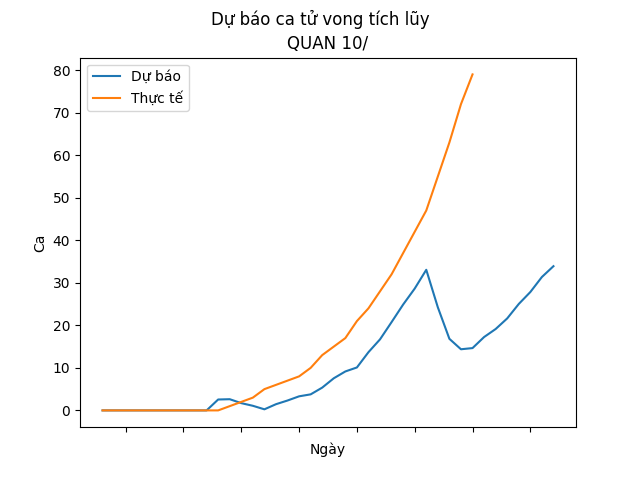 Dự báo ca tử vong tích lũy
QUAN 10/
Dự báo
Thực tế
80
70
60
50
40
30
20
10
0
Ca
Ngày